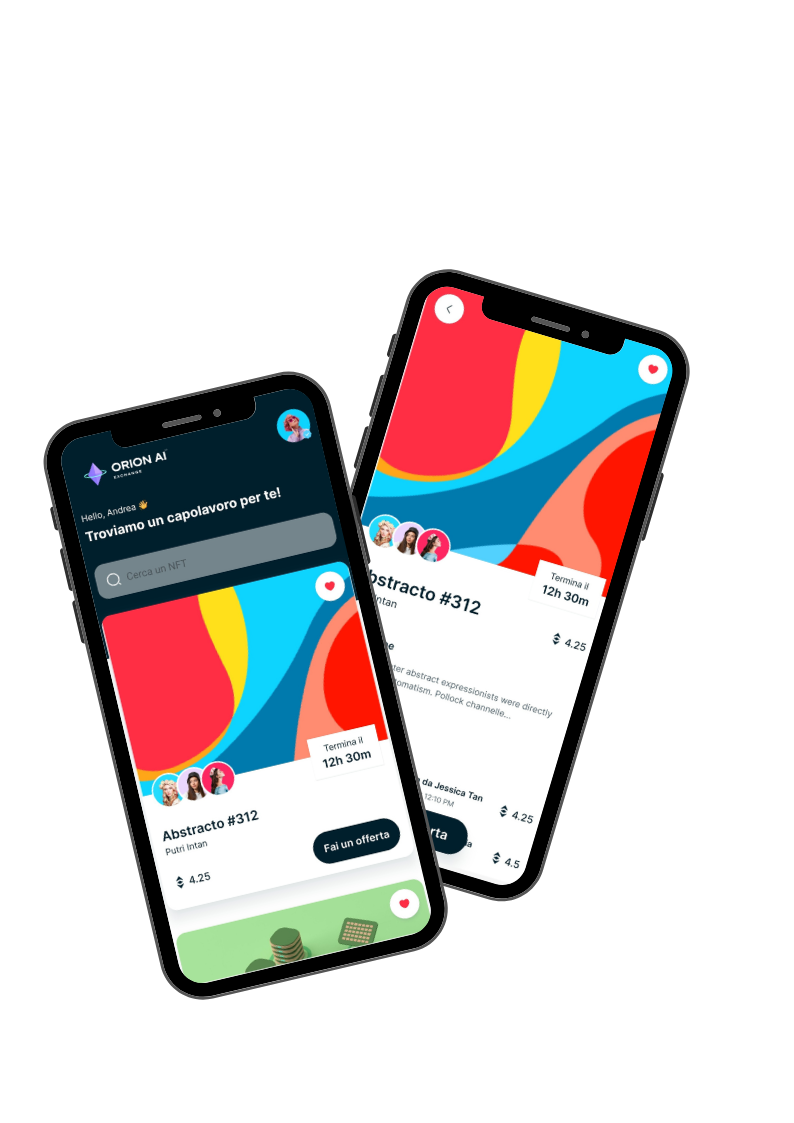 ORION AI
EXCHANGE
Hello, Andrea 👋
Troviamo un capolavoro per te!
Cerca un NFT
Termina il
12h 30m
Abstracto #312
Putri Intan
Fai un offerta
4.25
Termina il
12h 30m
bstracto #312
Intan
4.25
ter abstract expressionists were directly
tomatism. Pollock channelle...
da Jessica Tan
12:10 PM
4.25
rta
4.5